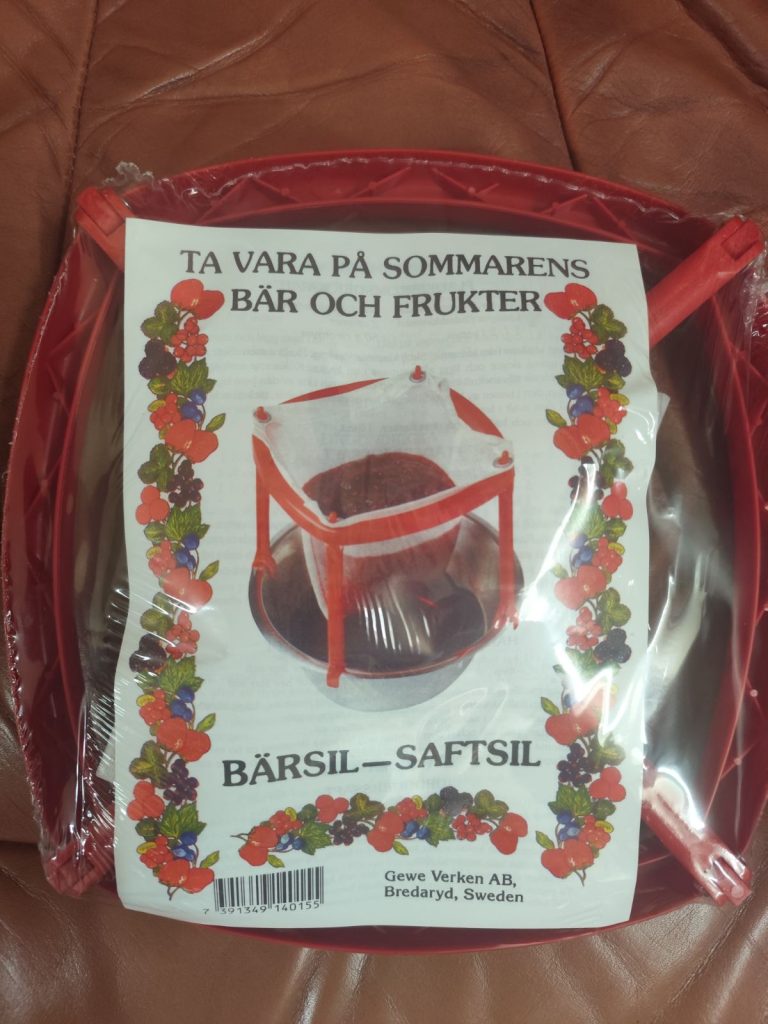 TA VARA PÅ SOMMARENS
BÄR OCH FRUKTER
BÄRSIL–SAFTSIL
Gewe Verken AB,
Bredaryd, Sweden
7 391349 140155